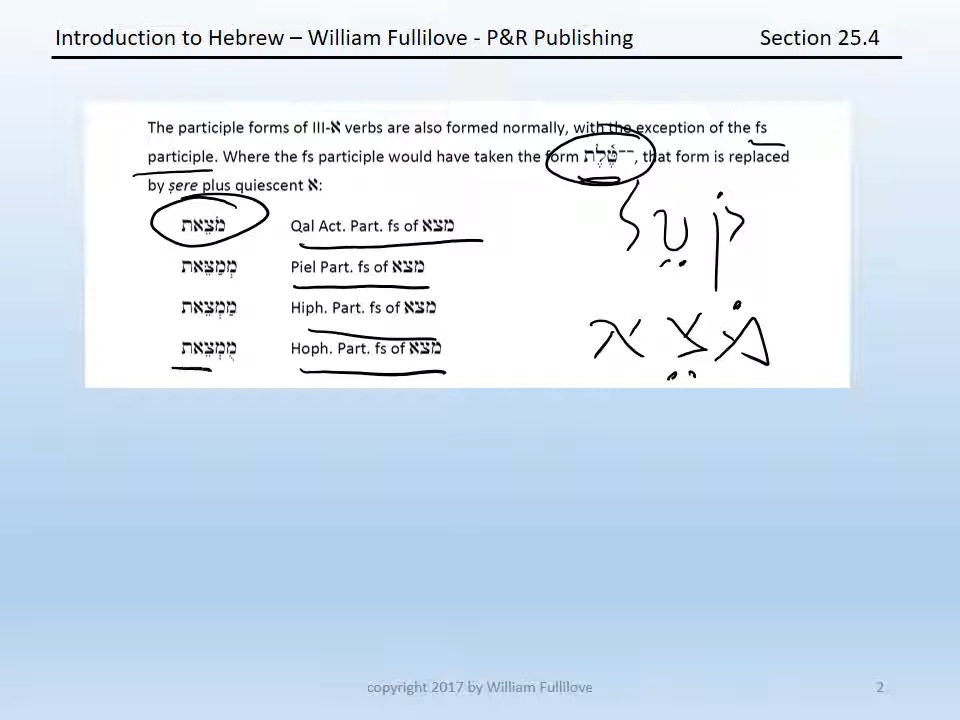 Introduction to Hebrew – William Fullilove - P&R Publishing Section 25.4
The participle forms of III-א verbs are also formed normally, with the exception of the fs
participle. Where the fs participle would have taken the form , that form is replaced
by ṣere plus quiescent א:
מֹצֵאת Qal Act. Part. fs of מצא
מְמַצֵּאת Piel Part. fs of מצא
מַמְצֵאת Hiph. Part. fs of מצא
מֻמְצֵאת Hoph. Part. fs of מצא
מֹצֵא
copyright 2017 by William Fullilove 2